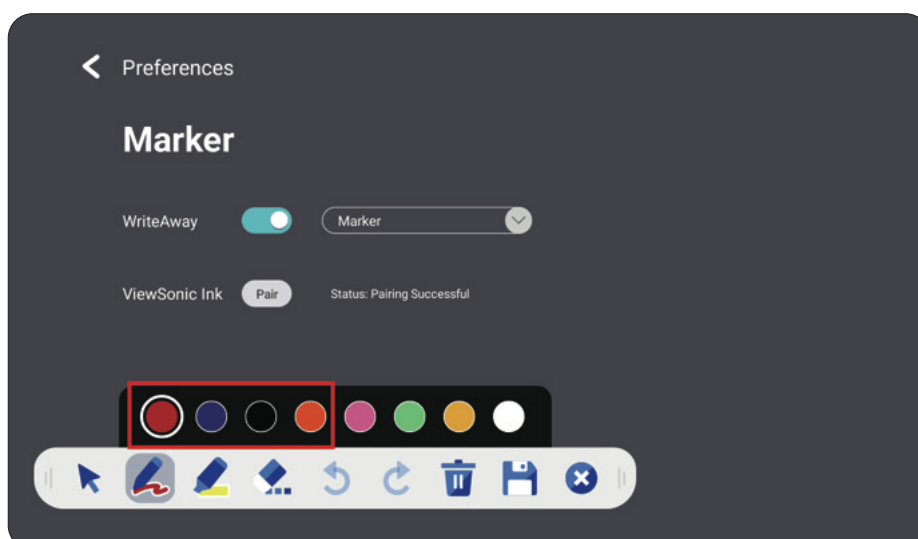 Preferences
Marker
WriteAway Marker
ViewSonic Ink Pair Status: Pairing Successful